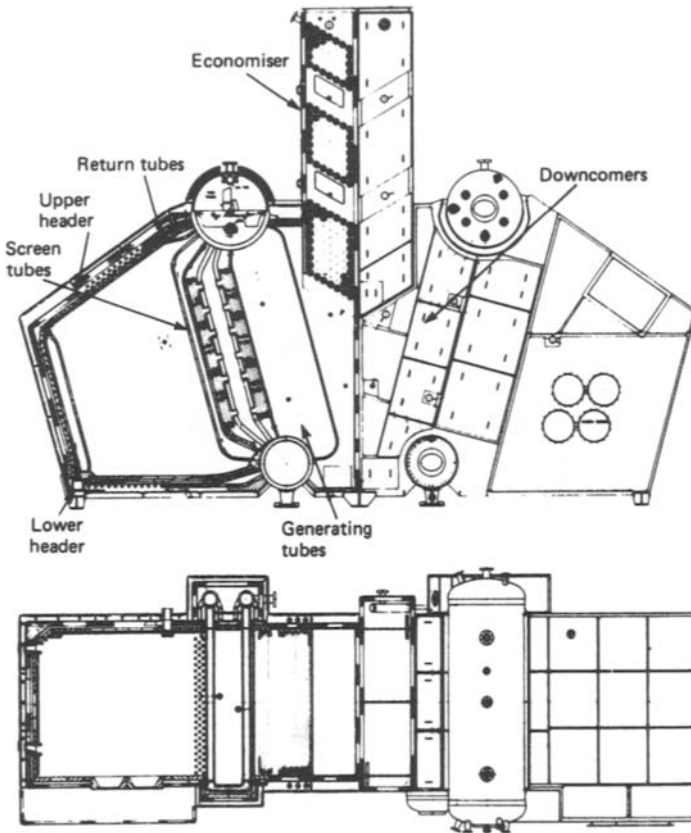 Economiser
Return tubes
Upper
header
Screen
tubes
Downcomers
Lower
header
Generating
tubes